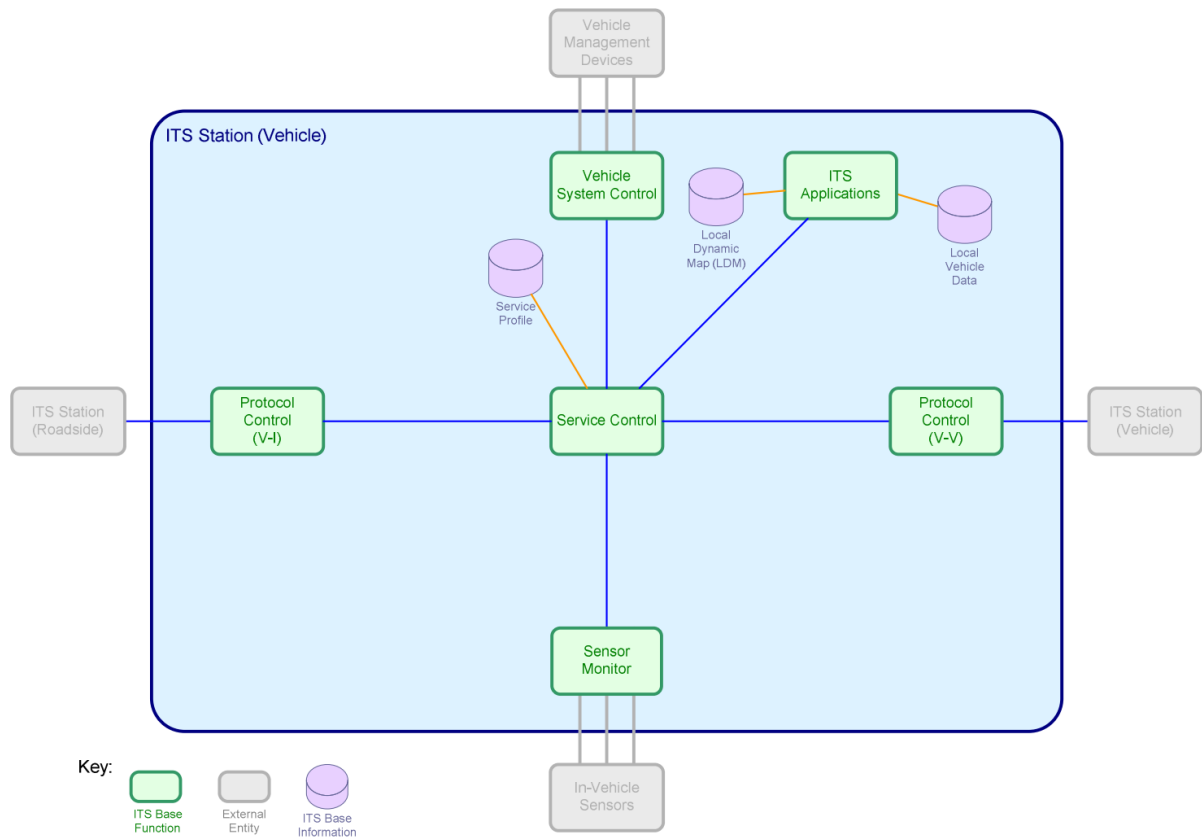 Vehicle
Management
Devices
ITS Station (Vehicle)
Vehicle
System Control
ITS
Applications
Local
Dynamic
Map (LDM)
Local
Vehicle
Data
Service
Profile
ITS Station
(Roadside)
Protocol
Control
(V-I)
Service Control
Protocol
Control
(V-V)
ITS Station
(Vehicle)
Sensor
Monitor
In-Vehicle
Sensors
Key:
ITS Base
Function
External
Entity
ITS Base
Information